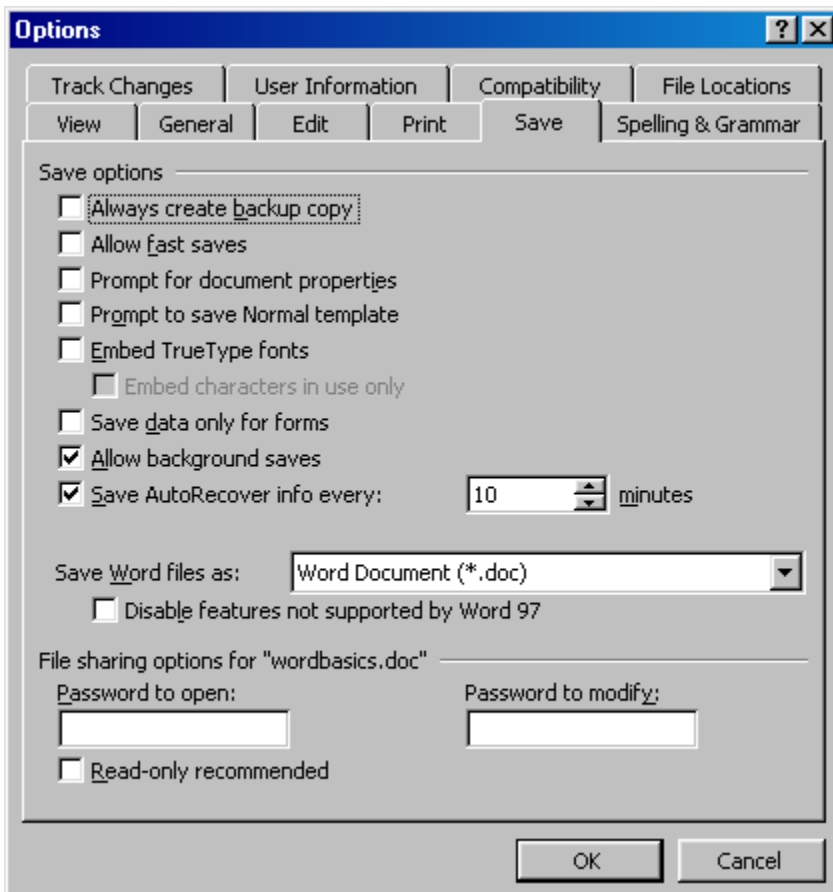 Options
Track Changes User Information Compatibility File Locations
View General Edit Print Save Spelling & Grammar
Save options
Always create backup copy
Allow fast saves
Prompt for document properties
Prompt to save Normal template
Embed TrueType fonts
Embed characters in use only
Save data only for forms
Allow background saves
Save AutoRecover info every: 10 minutes
Save Word files as: Word Document (*.doc)
Disable features not supported by Word 97
File sharing options for "wordbasics.doc"
Password to open: Password to modify:
Read-only recommended
OK Cancel